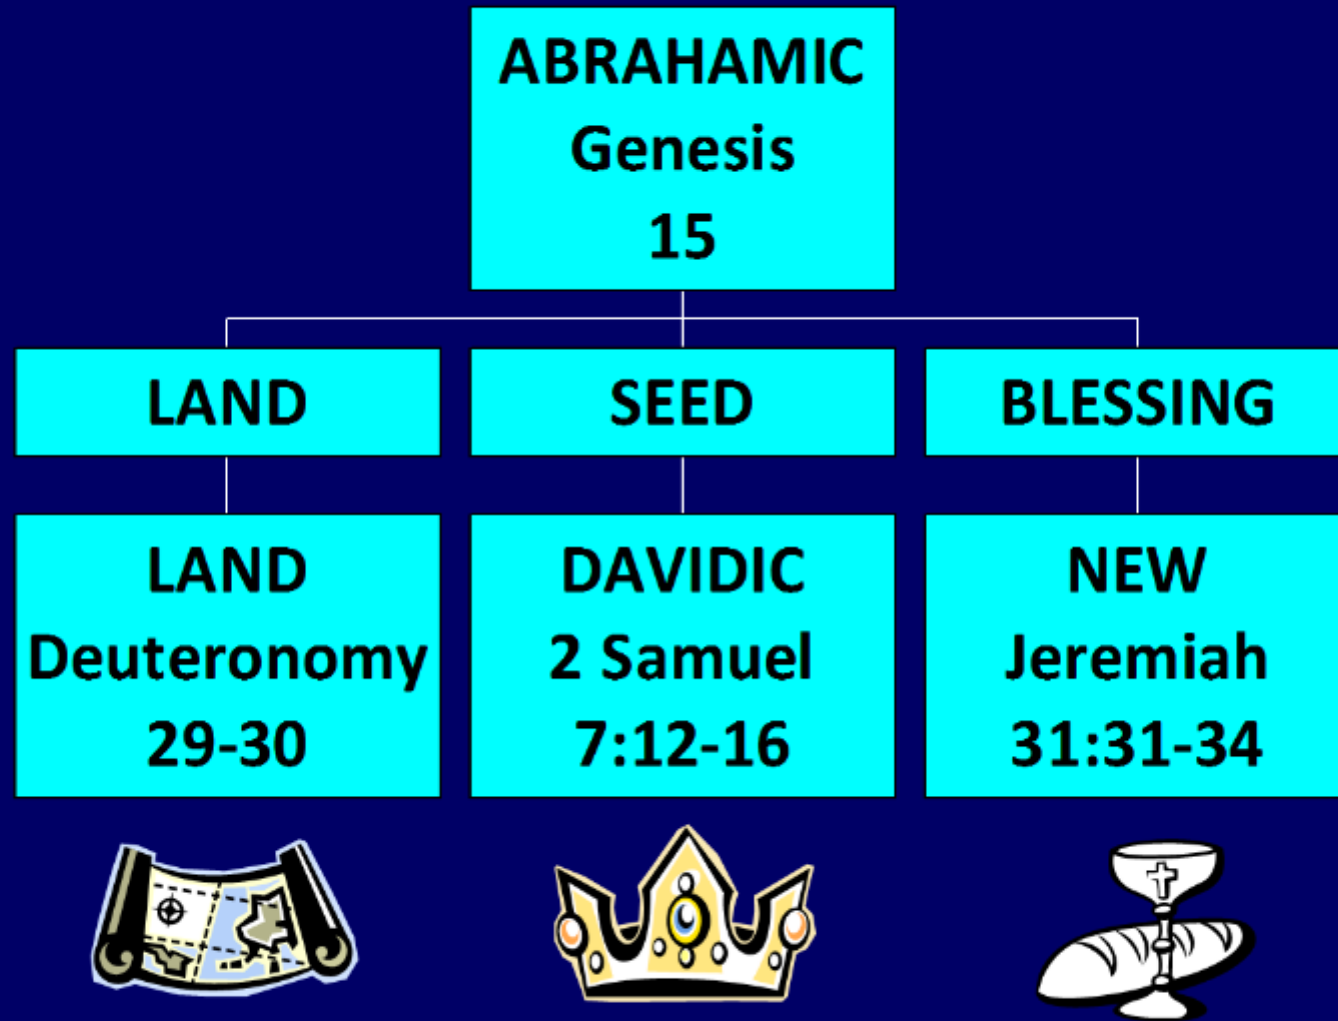 ABRAHAMIC
Genesis
15
LAND
SEED
BLESSING
LAND
Deuteronomy
29-30
DAVIDIC
2 Samuel
7:12-16
NEW
Jeremiah
31:31-34